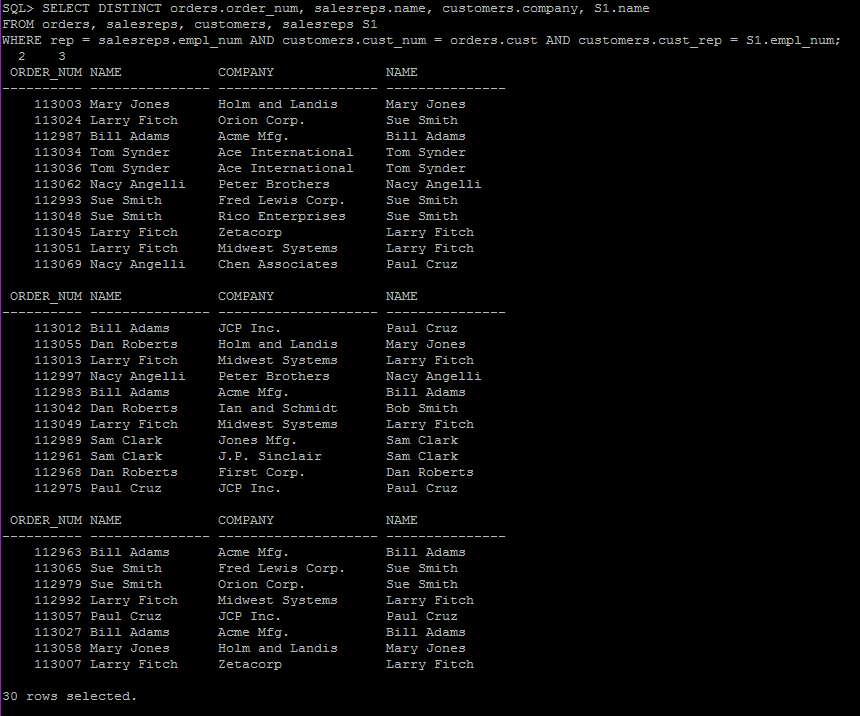 SQL> SELECT DISTINCT orders.order_num, salesreps.name, customers.company, S1.name
FROM orders, salesreps, customers, salesreps S1
WHERE rep = salesreps.empl_num AND customers.cust_num = orders.cust AND customers.cust_rep = S1.empl_num;
  2    3
 ORDER_NUM NAME            COMPANY              NAME
---------- --------------- -------------------- ---------------
    113003 Mary Jones      Holm and Landis      Mary Jones
    113024 Larry Fitch     Orion Corp.          Sue Smith
    112987 Bill Adams      Acme Mfg.            Bill Adams
    113034 Tom Synder      Ace International    Tom Synder
    113036 Tom Synder      Ace International    Tom Synder
    113062 Nacy Angelli    Peter Brothers       Nacy Angelli
    112993 Sue Smith       Fred Lewis Corp.     Sue Smith
    113048 Sue Smith       Rico Enterprises     Sue Smith
    113045 Larry Fitch     Zetacorp             Larry Fitch
    113051 Larry Fitch     Midwest Systems      Larry Fitch
    113069 Nacy Angelli    Chen Associates      Paul Cruz
 ORDER_NUM NAME            COMPANY              NAME
---------- --------------- -------------------- ---------------
    113012 Bill Adams      JCP Inc.             Paul Cruz
    113055 Dan Roberts     Holm and Landis      Mary Jones
    113013 Larry Fitch     Midwest Systems      Larry Fitch
    112997 Nacy Angelli    Peter Brothers       Nacy Angelli
    112983 Bill Adams      Acme Mfg.            Bill Adams
    113042 Dan Roberts     Ian and Schmidt      Bob Smith
    113049 Larry Fitch     Midwest Systems      Larry Fitch
    112989 Sam Clark       Jones Mfg.           Sam Clark
    112961 Sam Clark       J.P. Sinclair        Sam Clark
    112968 Dan Roberts     First Corp.          Dan Roberts
    112975 Paul Cruz       JCP Inc.             Paul Cruz
 ORDER_NUM NAME            COMPANY              NAME
---------- --------------- -------------------- ---------------
    112963 Bill Adams      Acme Mfg.            Bill Adams
    113065 Sue Smith       Fred Lewis Corp.     Sue Smith
    112979 Sue Smith       Orion Corp.          Sue Smith
    112992 Larry Fitch     Midwest Systems      Larry Fitch
    113057 Paul Cruz       JCP Inc.             Paul Cruz
    113027 Bill Adams      Acme Mfg.            Bill Adams
    113058 Mary Jones      Holm and Landis      Mary Jones
    113007 Larry Fitch     Zetacorp             Larry Fitch
30 rows selected.